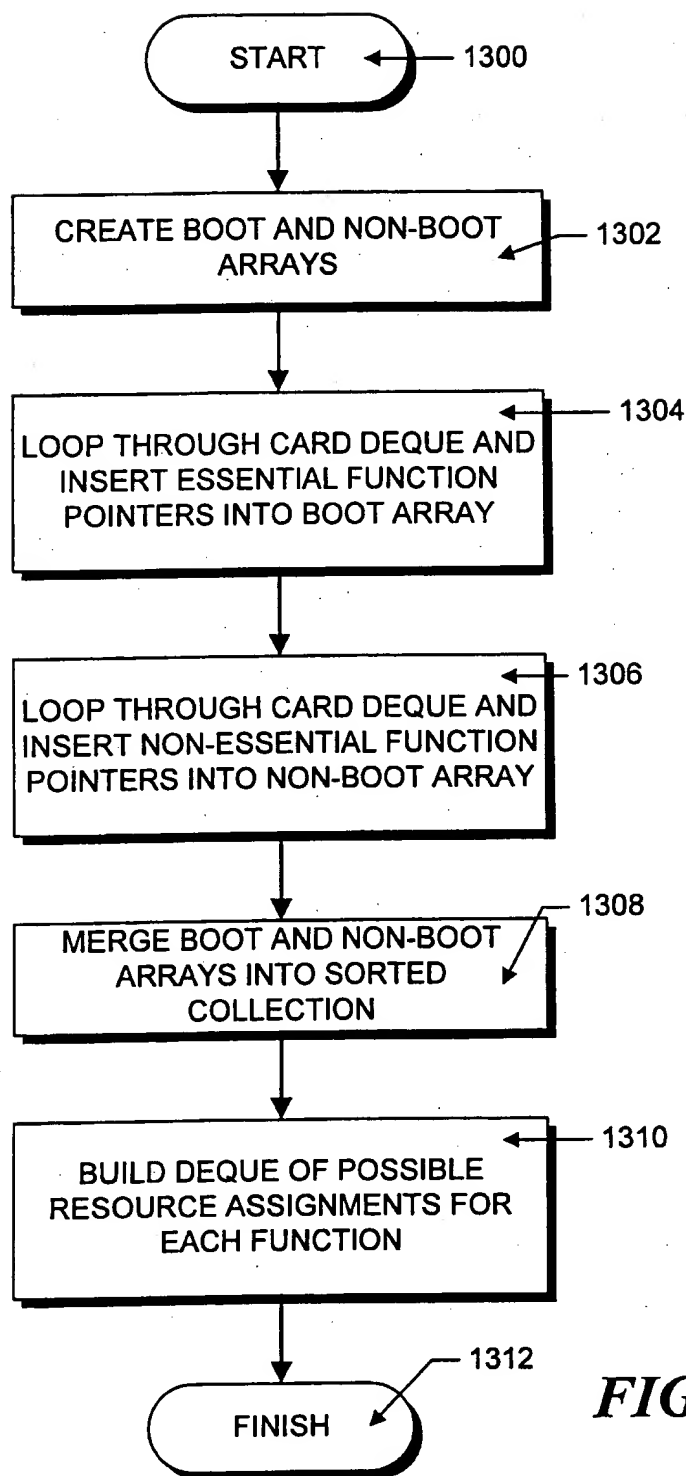 START
1300
CREATE BOOT AND NON-BOOT
ARRAYS
1302
1304
LOOP THROUGH CARD DEQUE AND
INSERT ESSENTIAL FUNCTION
POINTERS INTO BOOT ARRAY
1306
LOOP THROUGH CARD DEQUE AND
INSERT NON-ESSENTIAL FUNCTION
POINTERS INTO NON-BOOT ARRAY
1308
MERGE BOOT AND NON-BOOT
ARRAYS INTO SORTED
COLLECTION
1310
BUILD DEQUE OF POSSIBLE
RESOURCE ASSIGNMENTS FOR
EACH FUNCTION
1312
FINISH
FIG